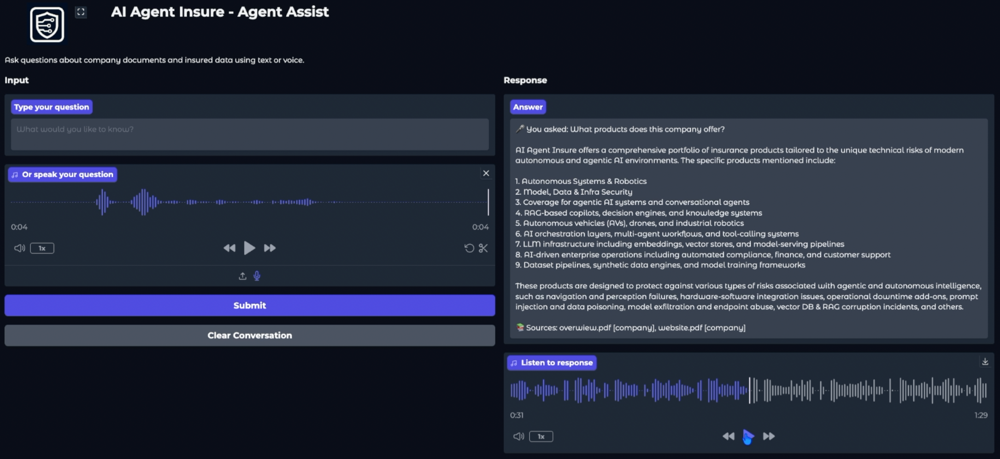 AI Agent Insure - Agent Assist
Ask questions about company documents and insured data using text or voice.
Input
Type your question
What would you like to know?
Or speak your question
0:04
0:04
1x
Submit
Clear Conversation
Response
Answer
You asked: What products does this company offer?
AI Agent Insure offers a comprehensive portfolio of insurance products tailored to the unique technical risks of modern
autonomous and agentic AI environments. The specific products mentioned include:
1. Autonomous Systems & Robotics
2. Model, Data & Infra Security
3. Coverage for agentic AI systems and conversational agents
4. RAG-based copilots, decision engines, and knowledge systems
5. Autonomous vehicles (AVs), drones, and industrial robotics
6. AI orchestration layers, multi-agent workflows, and tool-calling systems
7. LLM infrastructure including embeddings, vector stores, and model-serving pipelines
8. AI-driven enterprise operations including automated compliance, finance, and customer support
9. Dataset pipelines, synthetic data engines, and model training frameworks
These products are designed to protect against various types of risks associated with agentic and autonomous intelligence,
such as navigation and perception failures, hardware-software integration issues, operational downtime add-ons, prompt
injection and data poisoning, model exfiltration and endpoint abuse, vector DB & RAG corruption incidents, and others.
Sources: overwiew.pdf [company], website.pdf [company]
Listen to response
0:31
1:29
1x